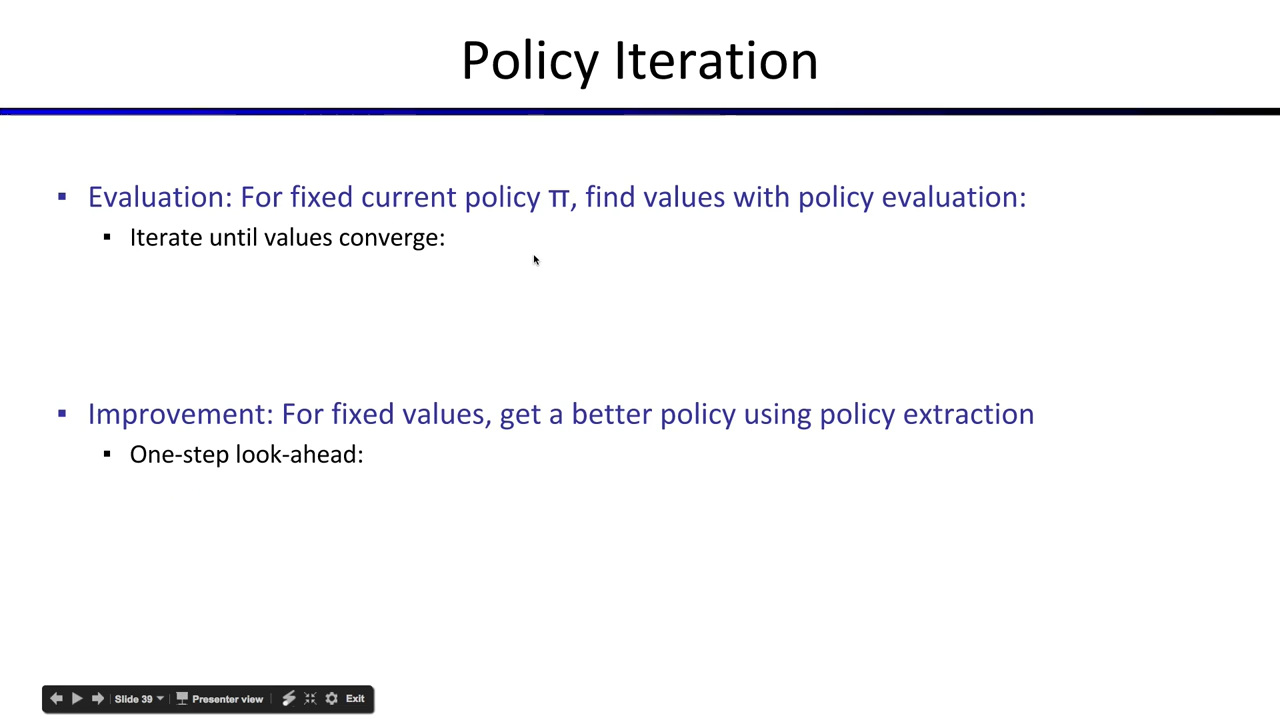 Policy Iteration
▪ Evaluation: For fixed current policy π, find values with policy evaluation:
▪ Iterate until values converge:
▪ Improvement: For fixed values, get a better policy using policy extraction
▪ One-step look-ahead:
Slide 39 Presenter view Exit